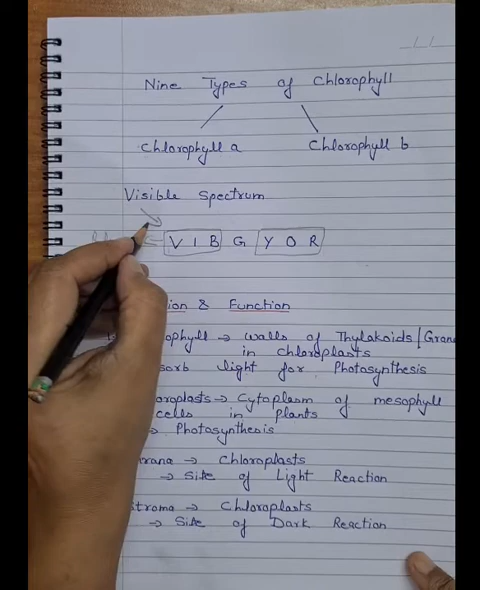 Nine Types of Chlorophyll
Chlorophyll a
Chlorophyll b
Visible Spectrum
V I B G Y O R
& Function
→ Walls of Thylakoids/Grana
in chloroplasts
light for Photosynthesis
→ Cytoplasm of mesophyll
cells in plants
→ Photosynthesis
→ Chloroplasts
→ Site of Light Reaction
Stroma → Chloroplasts
→ Site of Dark Reaction